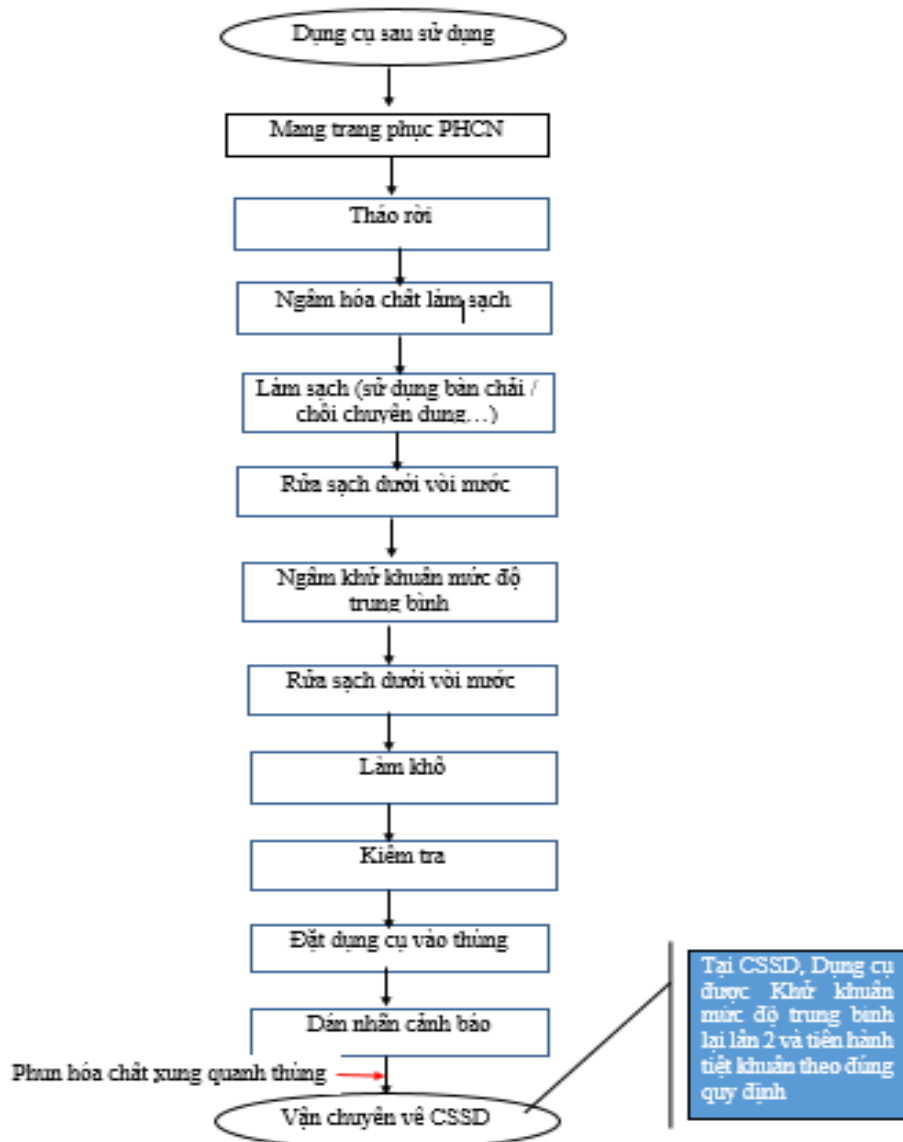 Dụng cụ sau sử dụng
Mang trang phục PHCN
Tháo rời
Ngâm hóa chất làm sạch
Làm sạch (sử dụng bàn chải /
chổi chuyên dụng…)
Rửa sạch dưới vòi nước
Ngâm khử khuẩn mức độ
trung bình
Rửa sạch dưới vòi nước
Làm khô
Kiểm tra
Đặt dụng cụ vào thùng
Dán nhãn cảnh báo
Phun hóa chất xung quanh thùng
Vận chuyển về CSSD
Tại CSSD, Dụng cụ
được Khử khuẩn
mức độ trung bình
lại lần 2 và tiến hành
tiệt khuẩn theo đúng
quy định